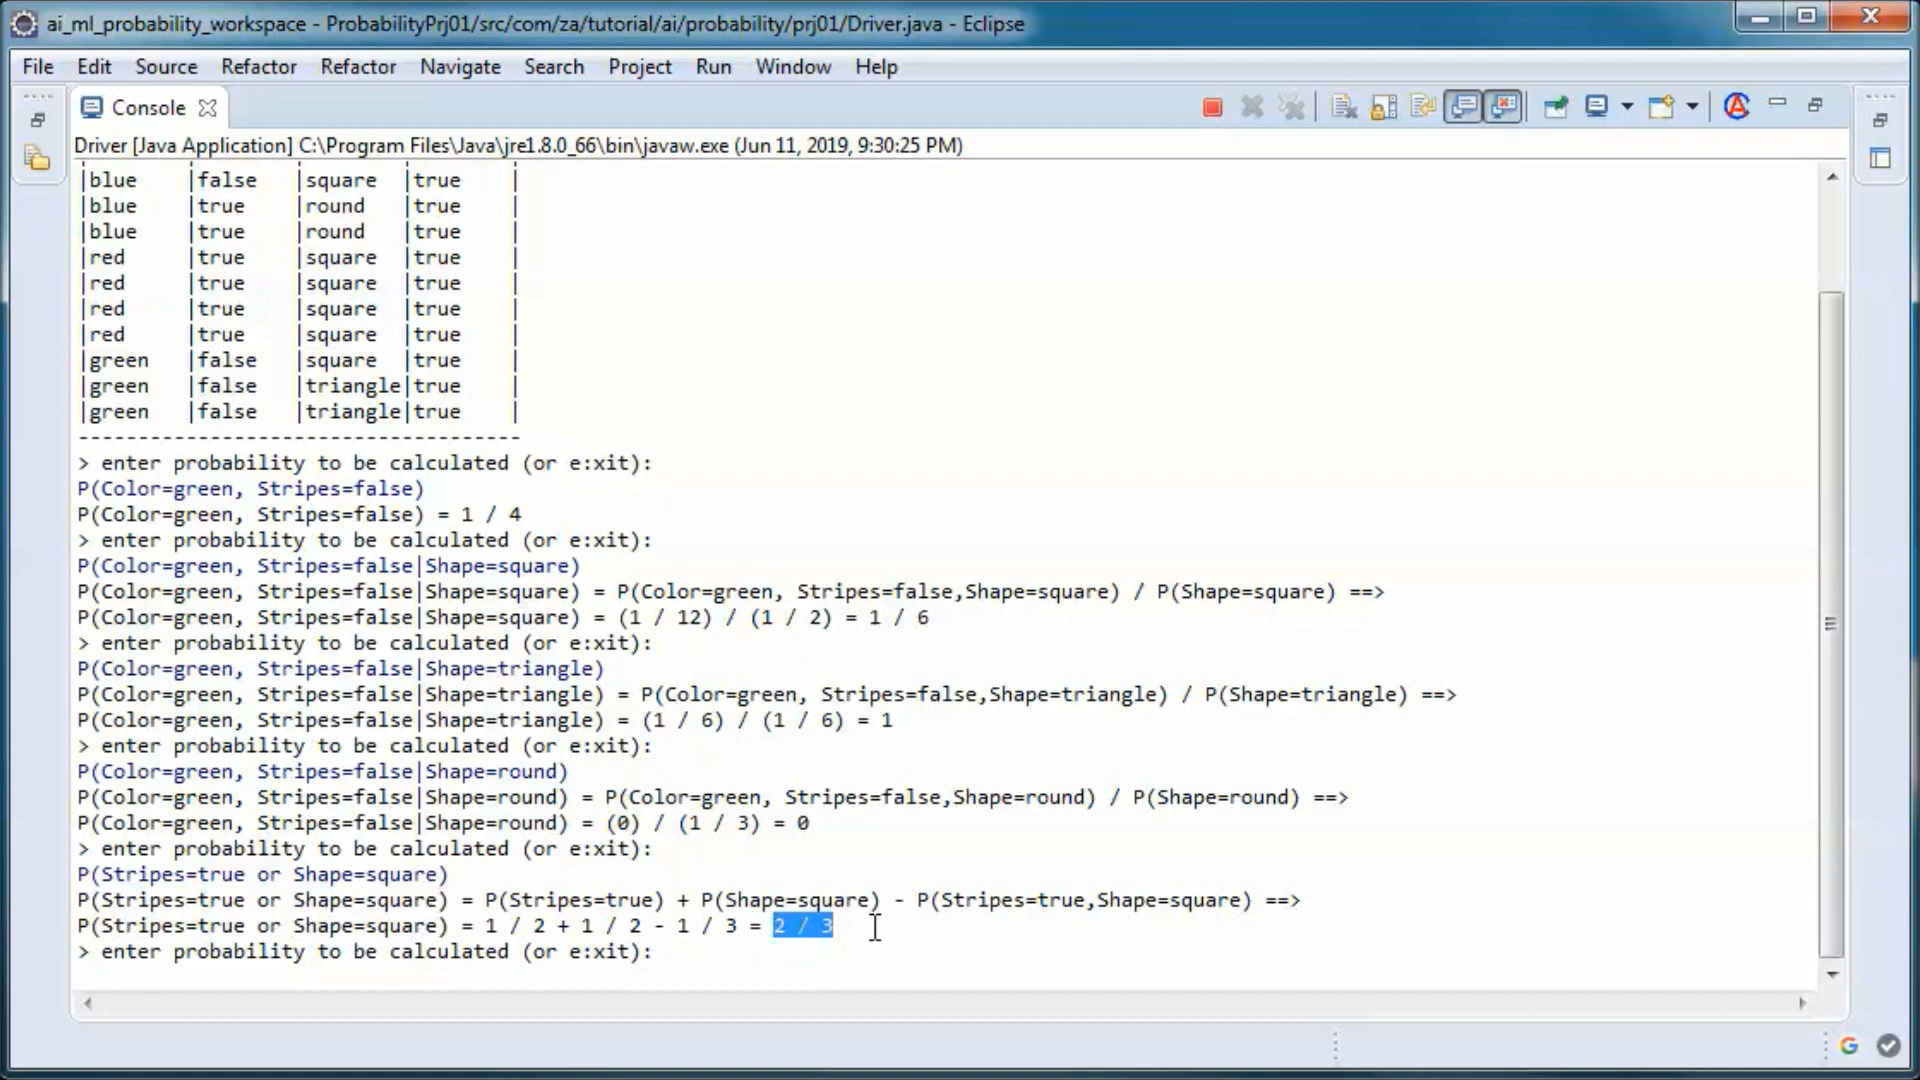 ai_ml_probability_workspace - ProbabilityPrj01/src/com/za/tutorial/ai/probability/prj01/Driver.java - Eclipse
File Edit Source Refactor Refactor Navigate Search Project Run Window Help
Console
Driver [Java Application] C:\Program Files\Java\jre1.8.0_66\bin\javaw.exe (Jun 11, 2019, 9:30:25 PM)
|blue    |false   |square  |true    |
|blue    |true    |round   |true    |
|blue    |true    |round   |true    |
|red     |true    |square  |true    |
|red     |true    |square  |true    |
|red     |true    |square  |true    |
|red     |true    |square  |true    |
|green   |false   |square  |true    |
|green   |false   |triangle|true    |
|green   |false   |triangle|true    |
-------------------------------------
> enter probability to be calculated (or e:xit):
P(Color=green, Stripes=false)
P(Color=green, Stripes=false) = 1 / 4
> enter probability to be calculated (or e:xit):
P(Color=green, Stripes=false|Shape=square)
P(Color=green, Stripes=false|Shape=square) = P(Color=green, Stripes=false,Shape=square) / P(Shape=square) ==>
P(Color=green, Stripes=false|Shape=square) = (1 / 12) / (1 / 2) = 1 / 6
> enter probability to be calculated (or e:xit):
P(Color=green, Stripes=false|Shape=triangle)
P(Color=green, Stripes=false|Shape=triangle) = P(Color=green, Stripes=false,Shape=triangle) / P(Shape=triangle) ==>
P(Color=green, Stripes=false|Shape=triangle) = (1 / 6) / (1 / 6) = 1
> enter probability to be calculated (or e:xit):
P(Color=green, Stripes=false|Shape=round)
P(Color=green, Stripes=false|Shape=round) = P(Color=green, Stripes=false,Shape=round) / P(Shape=round) ==>
P(Color=green, Stripes=false|Shape=round) = (0) / (1 / 3) = 0
> enter probability to be calculated (or e:xit):
P(Stripes=true or Shape=square)
P(Stripes=true or Shape=square) = P(Stripes=true) + P(Shape=square) - P(Stripes=true,Shape=square) ==>
P(Stripes=true or Shape=square) = 1 / 2 + 1 / 2 - 1 / 3 = 2 / 3
> enter probability to be calculated (or e:xit):